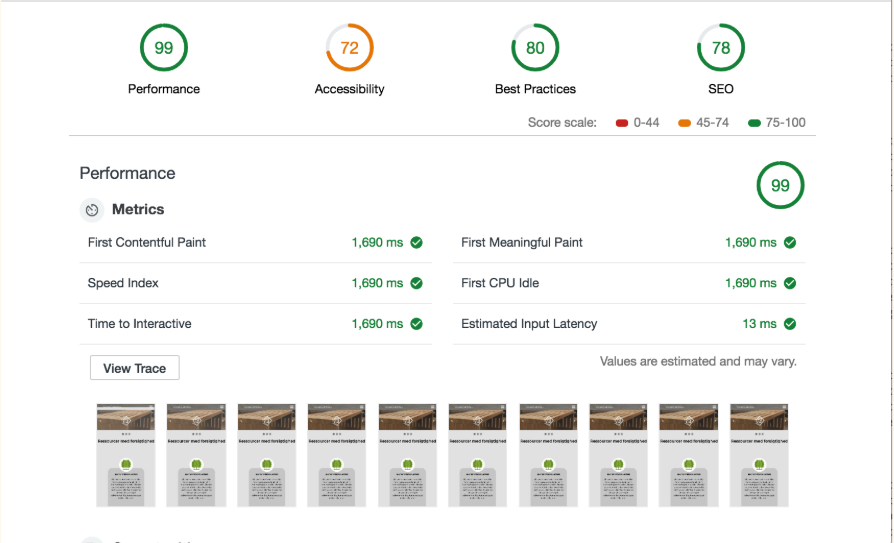 99 72 80 78
Performance Accessibility Best Practices SEO
Score scale: 0-44 45-74 75-100
Performance 99
Metrics
First Contentful Paint 1,690 ms First Meaningful Paint 1,690 ms
Speed Index 1,690 ms First CPU Idle 1,690 ms
Time to Interactive 1,690 ms Estimated Input Latency 13 ms
View Trace Values are estimated and may vary.